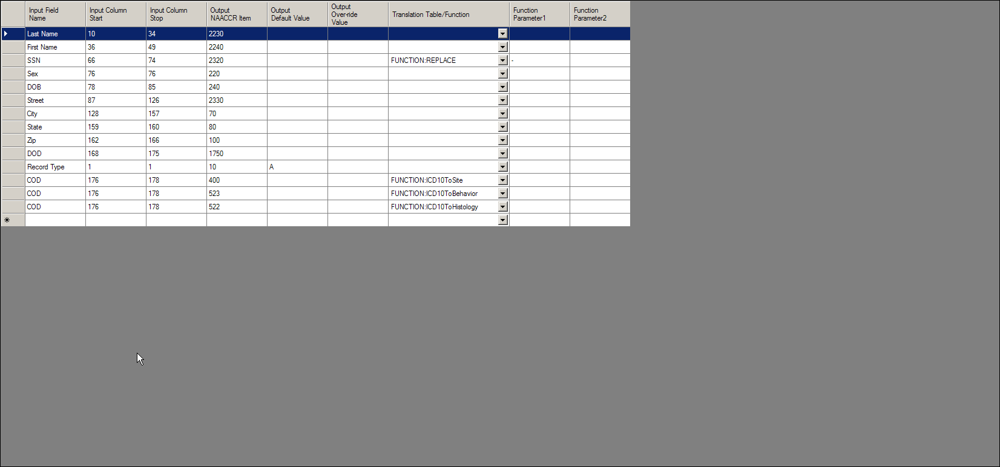 Input Field Name	Input Column Start	Input Column Stop	Output NAACCR Item	Output Default Value	Output Over-ride Value	Translation Table/Function	Function Parameter1	Function Parameter2
Last Name	10	34	2230
First Name	36	49	2240
SSN	66	74	2320	FUNCTION:REPLACE	-
Sex	76	76	220
DOB	78	85	240
Street	87	126	2330
City	128	157	70
State	159	160	80
Zip	162	166	100
DOD	168	175	1750
Record Type	1	1	10	A
COD	176	178	400	FUNCTION:ICD10ToSite
COD	176	178	523	FUNCTION:ICD10ToBehavior
COD	176	178	522	FUNCTION:ICD10ToHistology